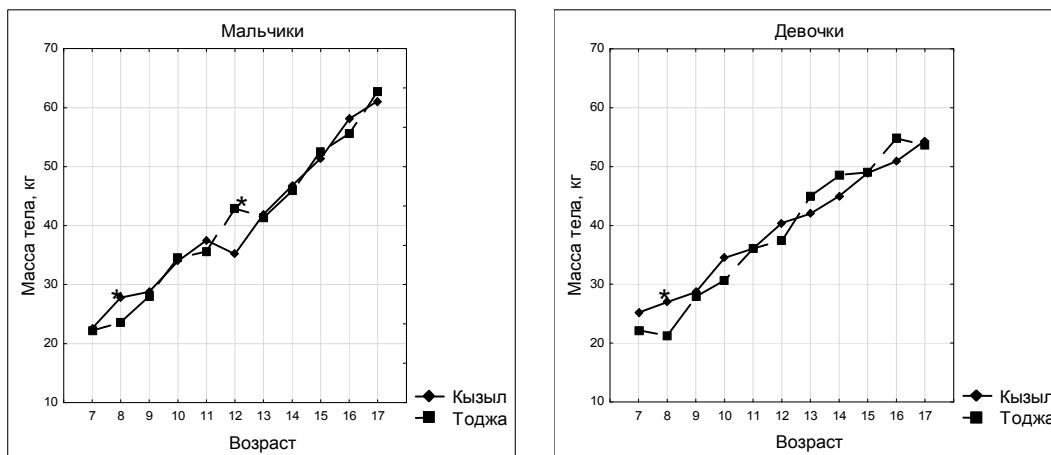 Мальчики
Масса тела, кг
70
60
50
40
30
20
10
*
*
7 8 9 10 11 12 13 14 15 16 17
Возраст
Кызыл
Тоджа
Девочки
Масса тела, кг
70
60
50
40
30
20
10
*
7 8 9 10 11 12 13 14 15 16 17
Возраст
Кызыл
Тоджа